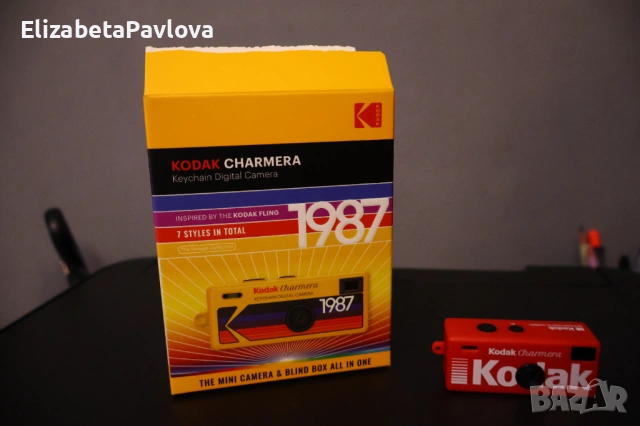 ElizabetaPavlova
KODAK CHARMERA
Keychain Digital Camera
INSPIRED BY THE KODAK FLING
7 STYLES IN TOTAL
1987
Kodak Charmera
KEYCHAIN DIGITAL CAMERA
1987
THE MINI CAMERA & BLIND BOX ALL IN ONE
Kodak Charmera
Kodak
BAZAR